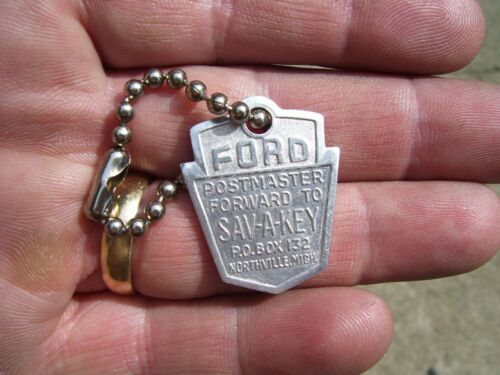 FORD
POSTMASTER
FORWARD TO
SAV-A-KEY
P.O. BOX 132
NORTHVILLE, MICH.